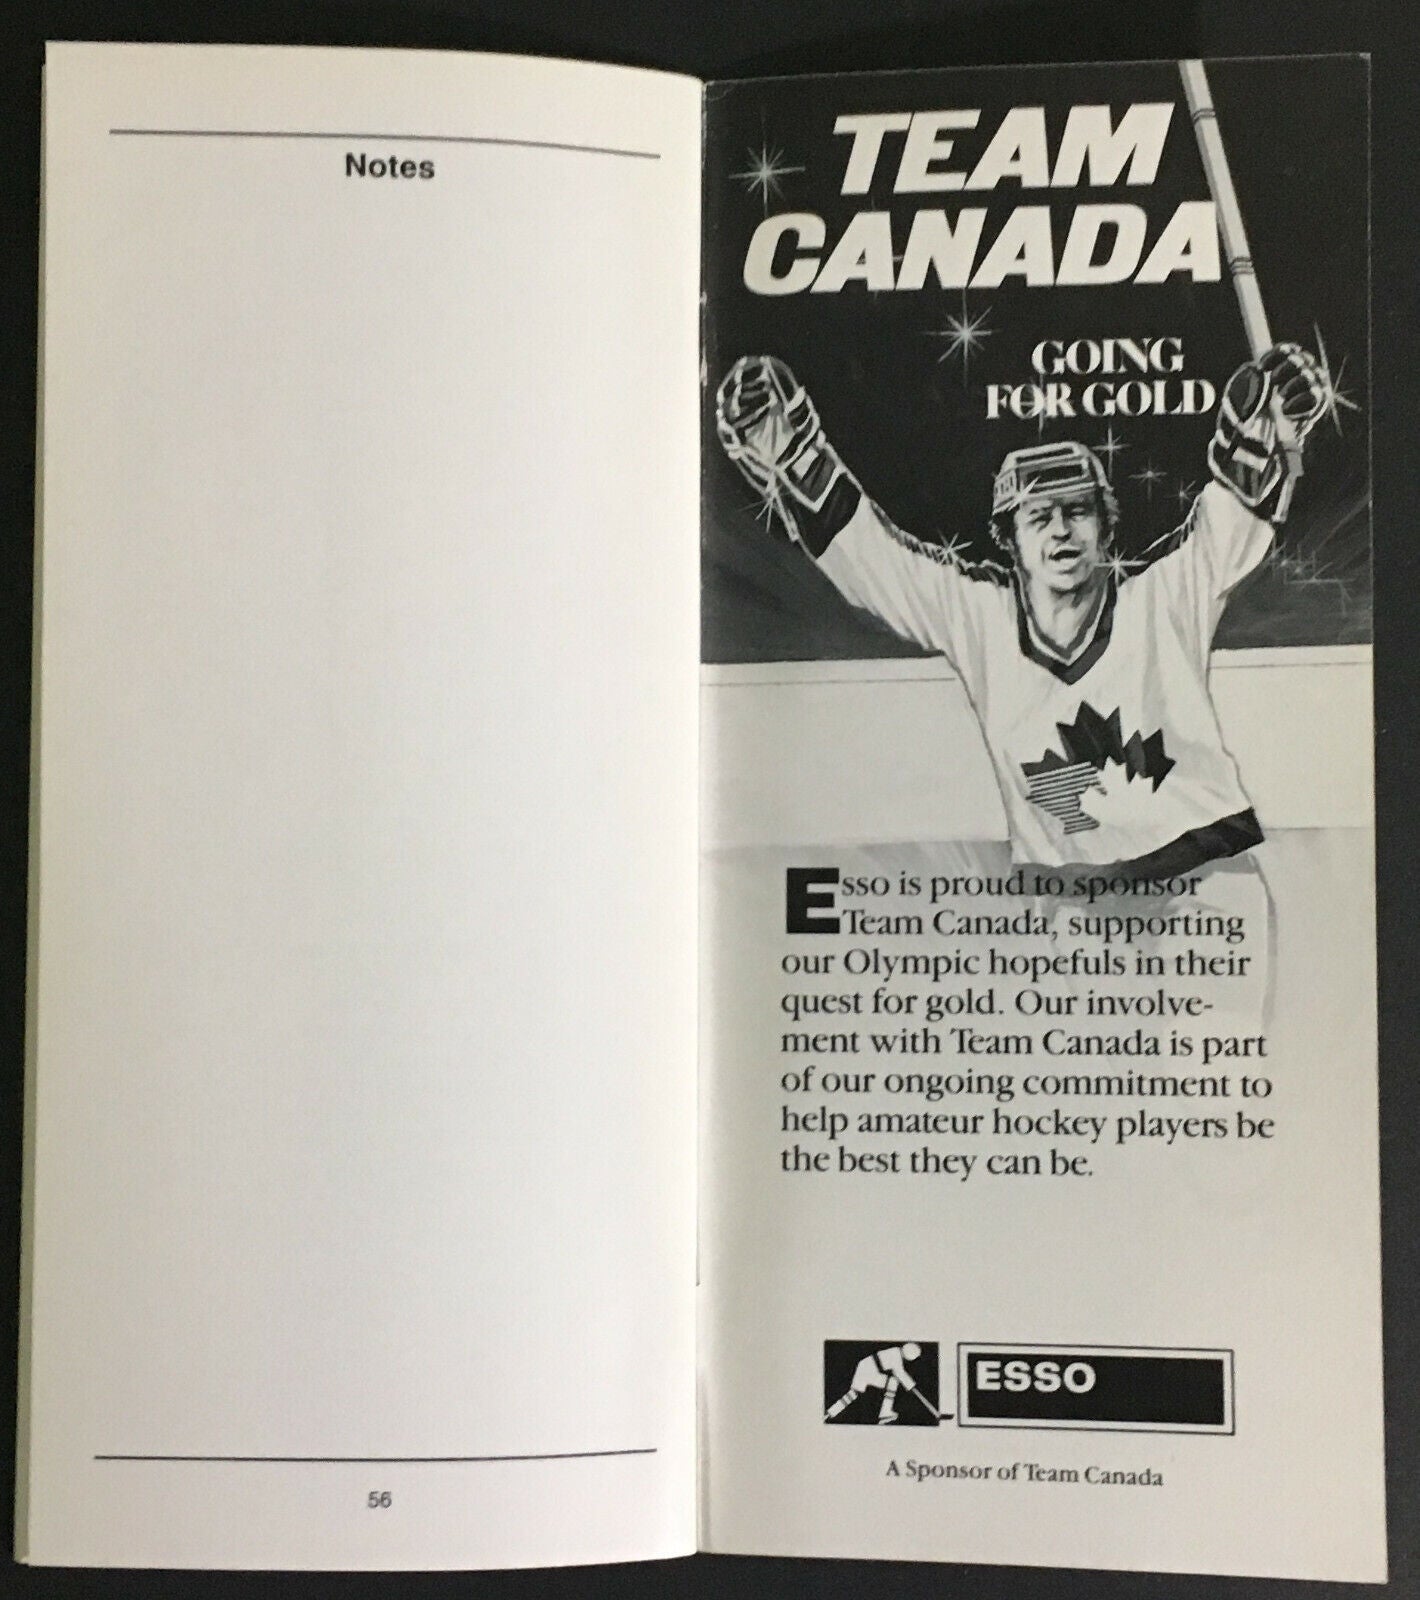 Notes
56
TEAM
CANADA
GOING
FOR GOLD
Esso is proud to sponsor
Team Canada, supporting
our Olympic hopefuls in their
quest for gold. Our involve-
ment with Team Canada is part
of our ongoing commitment to
help amateur hockey players be
the best they can be.
ESSO
A Sponsor of Team Canada